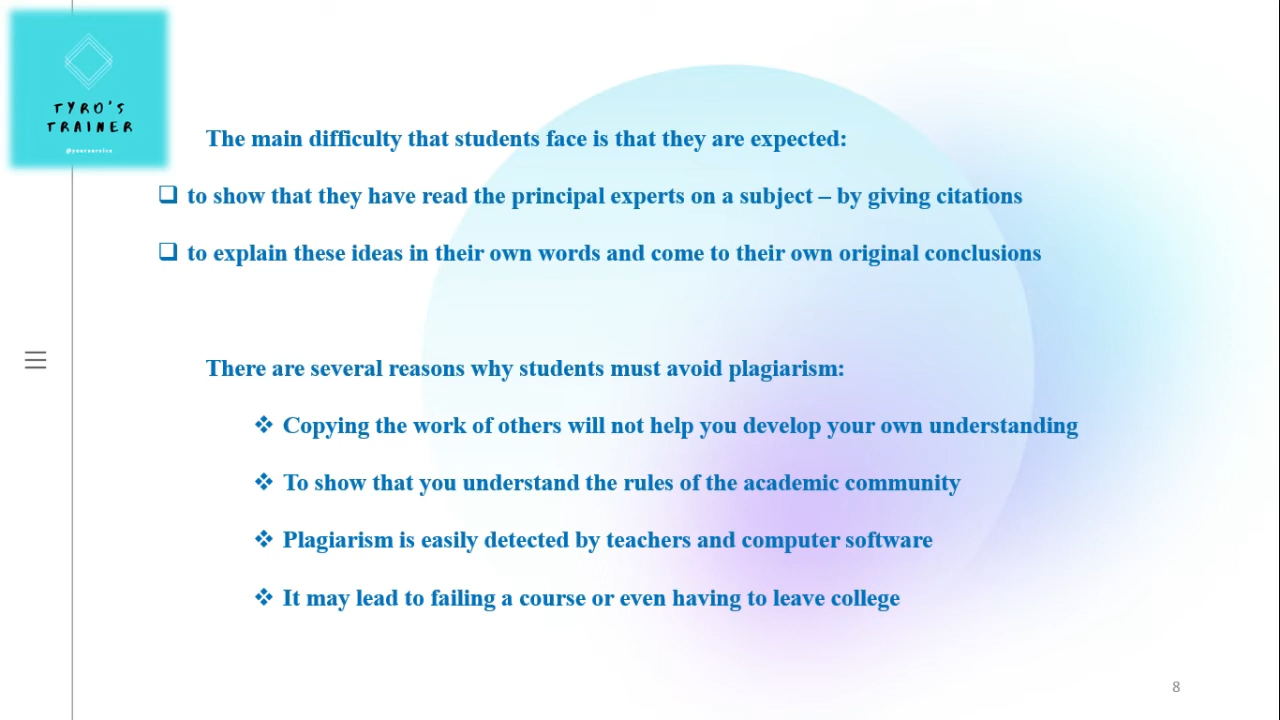 TYRO'S
TRAINER
The main difficulty that students face is that they are expected:
❑ to show that they have read the principal experts on a subject – by giving citations
❑ to explain these ideas in their own words and come to their own original conclusions
There are several reasons why students must avoid plagiarism:
❖ Copying the work of others will not help you develop your own understanding
❖ To show that you understand the rules of the academic community
❖ Plagiarism is easily detected by teachers and computer software
❖ It may lead to failing a course or even having to leave college
8